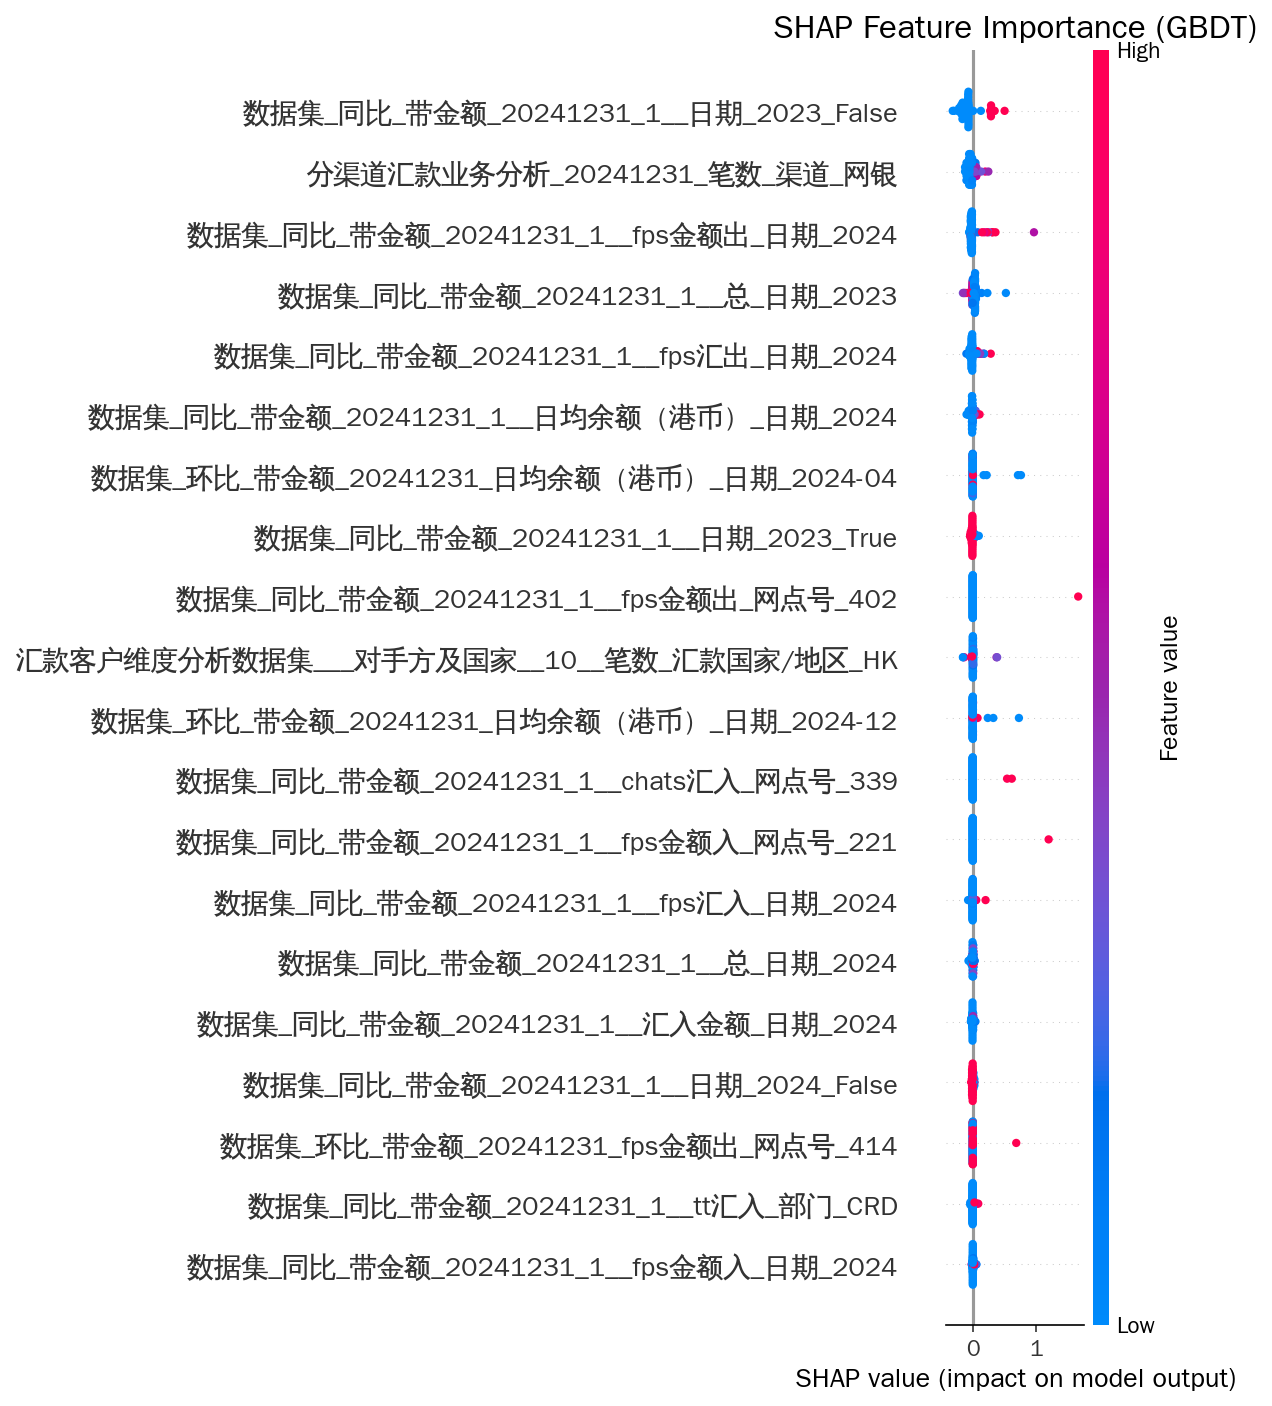 SHAP Feature Importance (GBDT)
High
数据集_同比_带金额_20241231_1__日期_2023_False
分渠道汇款业务分析_20241231_笔数_渠道_网银
数据集_同比_带金额_20241231_1__fps金额出_日期_2024
数据集_同比_带金额_20241231_1__总_日期_2023
数据集_同比_带金额_20241231_1__fps汇出_日期_2024
数据集_同比_带金额_20241231_1__日均余额（港币）_日期_2024
数据集_环比_带金额_20241231_日均余额（港币）_日期_2024-04
数据集_同比_带金额_20241231_1__日期_2023_True
数据集_同比_带金额_20241231_1__fps金额出_网点号_402
汇款客户维度分析数据集___对手方及国家__10__笔数_汇款国家/地区_HK
数据集_环比_带金额_20241231_日均余额（港币）_日期_2024-12
数据集_同比_带金额_20241231_1__chats汇入_网点号_339
数据集_同比_带金额_20241231_1__fps金额入_网点号_221
数据集_同比_带金额_20241231_1__fps汇入_日期_2024
数据集_同比_带金额_20241231_1__总_日期_2024
数据集_同比_带金额_20241231_1__汇入金额_日期_2024
数据集_同比_带金额_20241231_1__日期_2024_False
数据集_环比_带金额_20241231_fps金额出_网点号_414
数据集_同比_带金额_20241231_1__tt汇入_部门_CRD
数据集_同比_带金额_20241231_1__fps金额入_日期_2024
Feature value
Low
0 1
SHAP value (impact on model output)